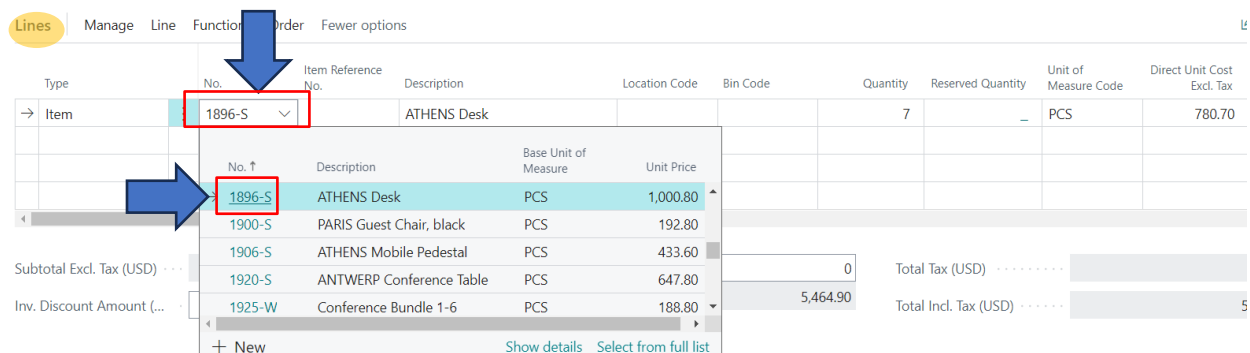 Lines Manage Line Function Order Fewer options
Type No. Item Reference No. Description Location Code Bin Code Quantity Reserved Quantity Unit of Measure Code Direct Unit Cost Excl. Tax
Item 1896-S ATHENS Desk 7 _ PCS 780.70
No. ↑ Description Base Unit of Measure Unit Price
1896-S ATHENS Desk PCS 1,000.80
1900-S PARIS Guest Chair, black PCS 192.80
1906-S ATHENS Mobile Pedestal PCS 433.60
1920-S ANTWERP Conference Table PCS 647.80
1925-W Conference Bundle 1-6 PCS 188.80
+ New Show details Select from full list
Subtotal Excl. Tax (USD) 0 Total Tax (USD)
Inv. Discount Amount (... 5,464.90 Total Incl. Tax (USD) 5